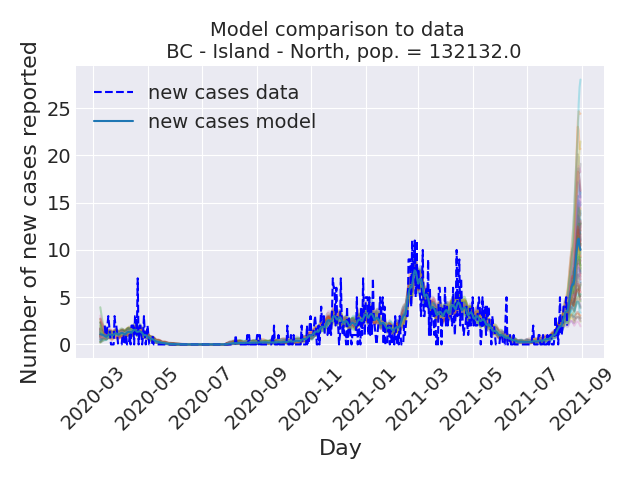 Model comparison to data
BC - Island - North, pop. = 132132.0
Number of new cases reported
25
20
15
10
5
0
new cases data
new cases model
2020-03
2020-05
2020-07
2020-09
2020-11
2021-01
2021-03
2021-05
2021-07
2021-09
Day